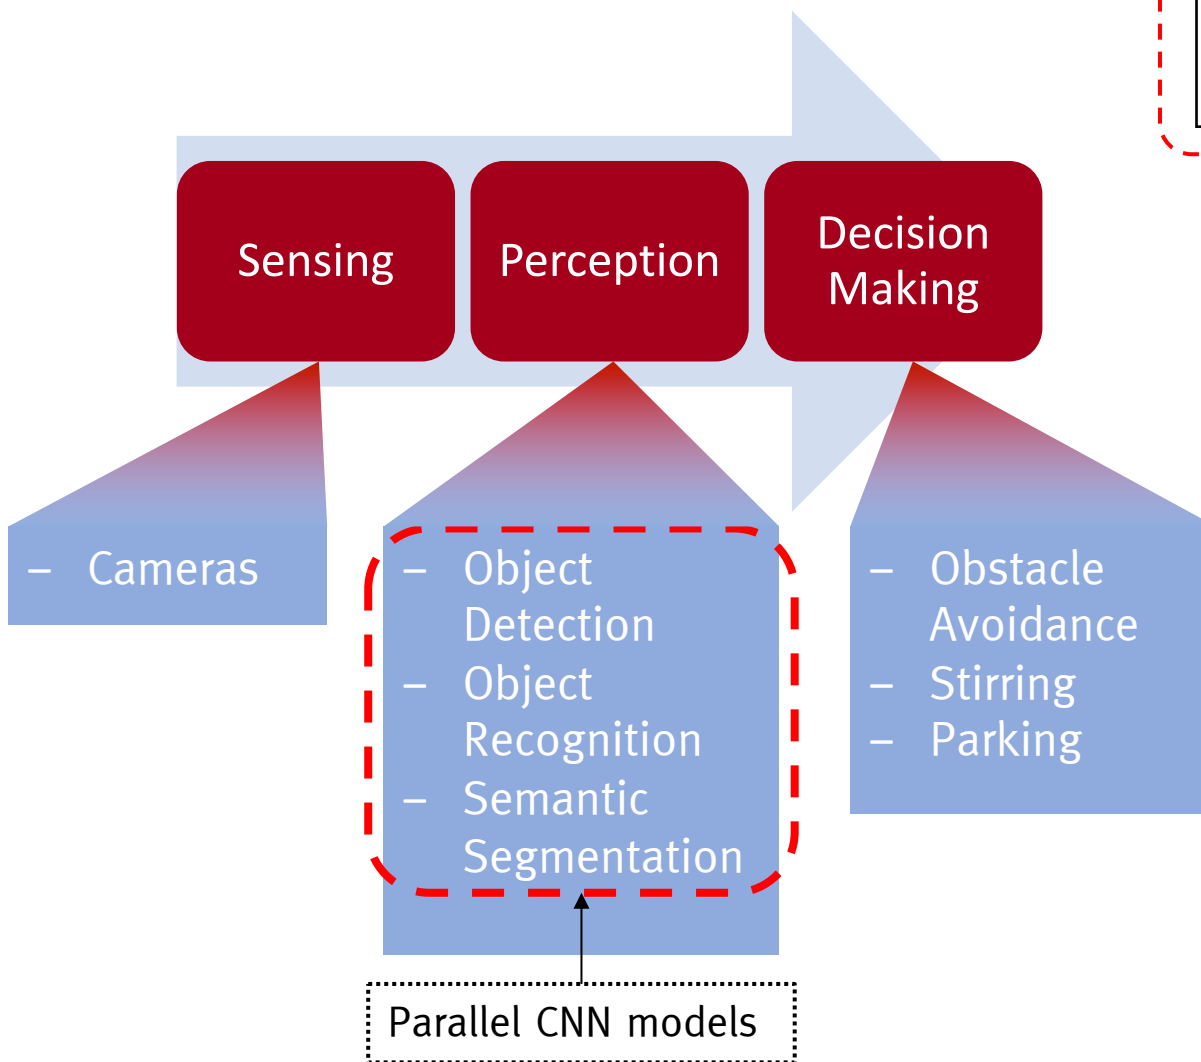 Sensing
Perception
Decision
Making
– Cameras
– Object
Detection
– Object
Recognition
– Semantic
Segmentation
– Obstacle
Avoidance
– Stirring
– Parking
Parallel CNN models